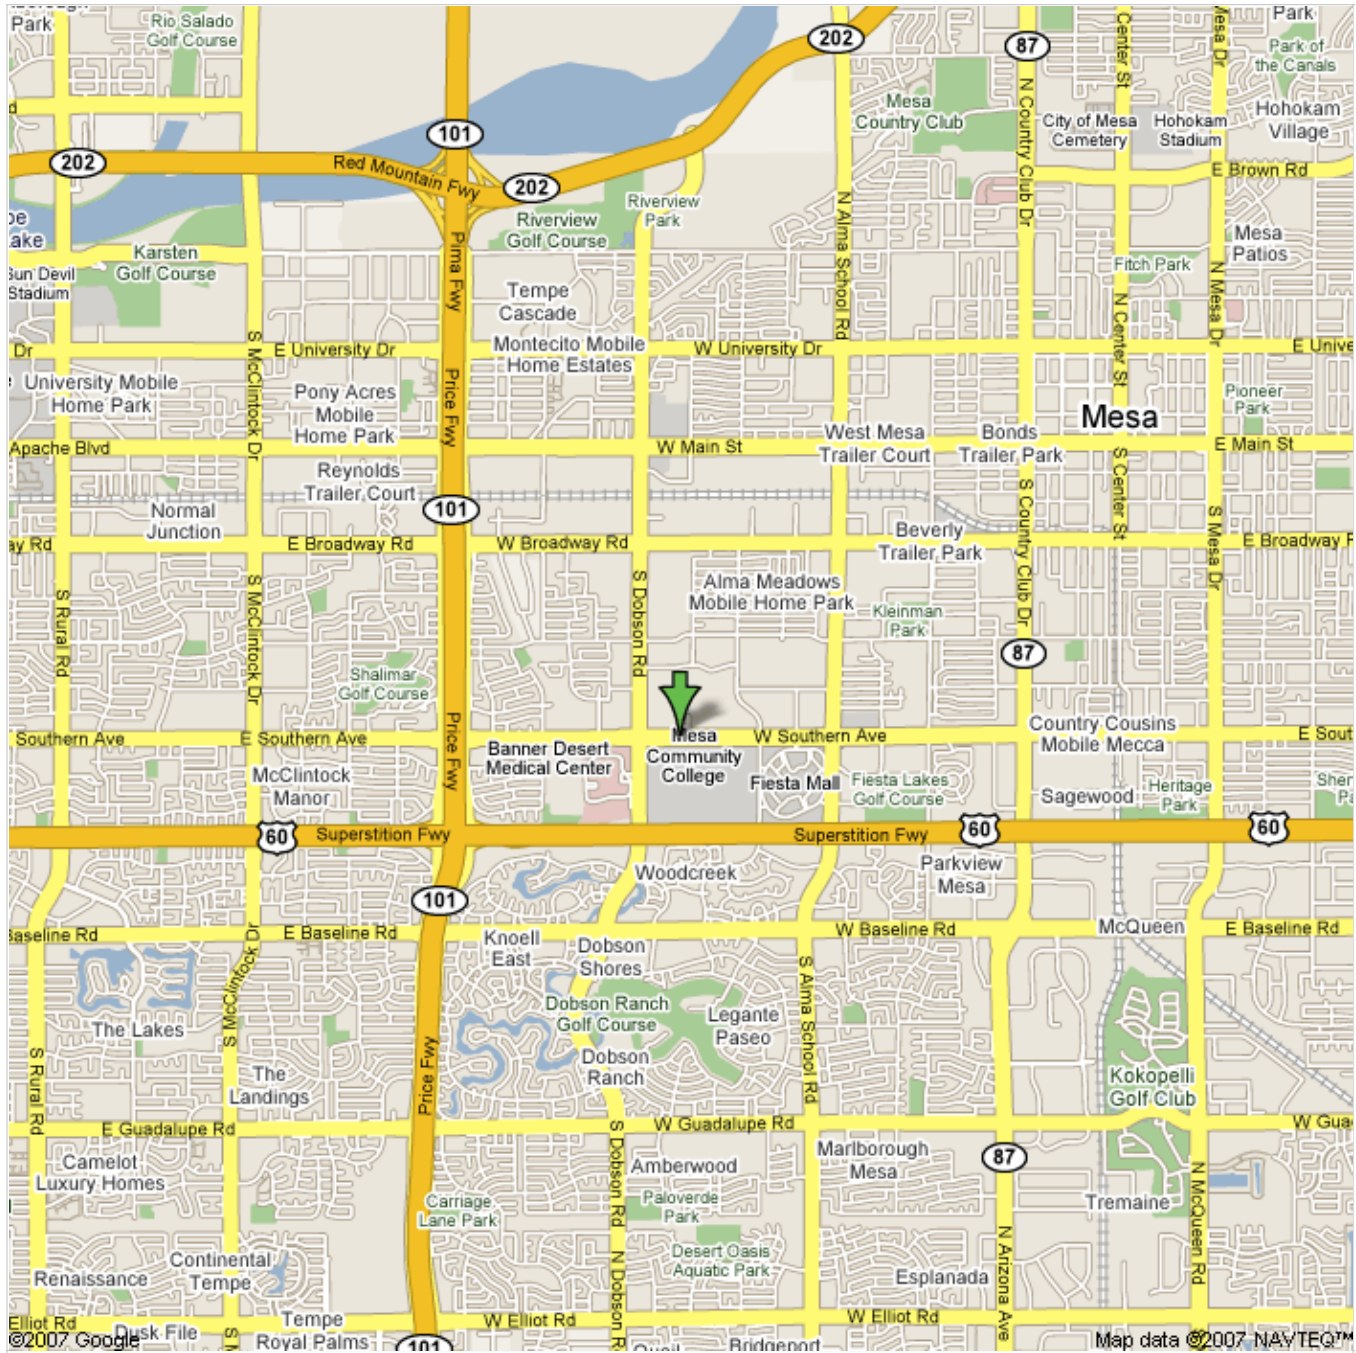 Park
Rio Salado
Golf Course
202
87
Center St
Mesa Dr
Park
Park of
the Canals
Mesa
Country Club
City of Mesa
Cemetery
Hohokam
Stadium
Hohokam
Village
101
202
Red Mountain Fwy
202
E Brown Rd
N Country Club Dr
Riverview
Park
Riverview
Golf Course
N Alma School Rd
Karsten
Golf Course
Pima Fwy
Mesa
Patios
Fitch Park
Sun Devil
Stadium
Tempe
Cascade
N Center St
N Mesa Dr
Dr
E University Dr
Montecito Mobile
Home Estates
W University Dr
E Unive
S McClintock Dr
University Mobile
Home Park
Pony Acres
Mobile
Home Park
Price Fwy
Pioneer
Park
Mesa
Apache Blvd
W Main St
West Mesa
Trailer Court
Bonds
Trailer Park
E Main St
Reynolds
Trailer Court
S Center St
101
Normal
Junction
S Country Club Dr
S Mesa Dr
Beverly
Trailer Park
ay Rd
E Broadway Rd
W Broadway Rd
E Broadway R
S Rural Rd
S McClintock Dr
S Dobson Rd
Alma Meadows
Mobile Home Park
Kleinman
Park
87
Shalimar
Golf Course
Price Fwy
Southern Ave
E Southern Ave
Mesa
Community
College
W Southern Ave
Country Cousins
Mobile Mecca
E Sout
Banner Desert
Medical Center
McClintock
Manor
Fiesta Mall
Fiesta Lakes
Golf Course
Sagewood
Heritage
Park
60
Superstition Fwy
Superstition Fwy
60
60
Woodcreek
Parkview
Mesa
101
Baseline Rd
E Baseline Rd
W Baseline Rd
McQueen
E Baseline Rd
Knoell
East
Dobson
Shores
S McClintock Dr
S Alma School Rd
The Lakes
Dobson Ranch
Golf Course
Legante
Paseo
Price Fwy
S Rural Rd
The
Landings
Dobson
Ranch
Kokopelli
Golf Club
E Guadalupe Rd
W Guadalupe Rd
W Gua
S Dobson Rd
Camelot
Luxury Homes
Amberwood
Marlborough
Mesa
87
Carriage
Lane Park
Paloverde
Park
Tremaine
N McQueen Rd
Continental
Tempe
N Dobson R
Desert Oasis
Aquatic Park
N Arizona Ave
Renaissance
Esplanada
Elliot Rd
Tempe
Royal Palms
W Elliot Rd
W Elliot Rd
Dusk File
S M
101
Bridgeport
©2007 Google
Map data ©2007 NAVTEQ™